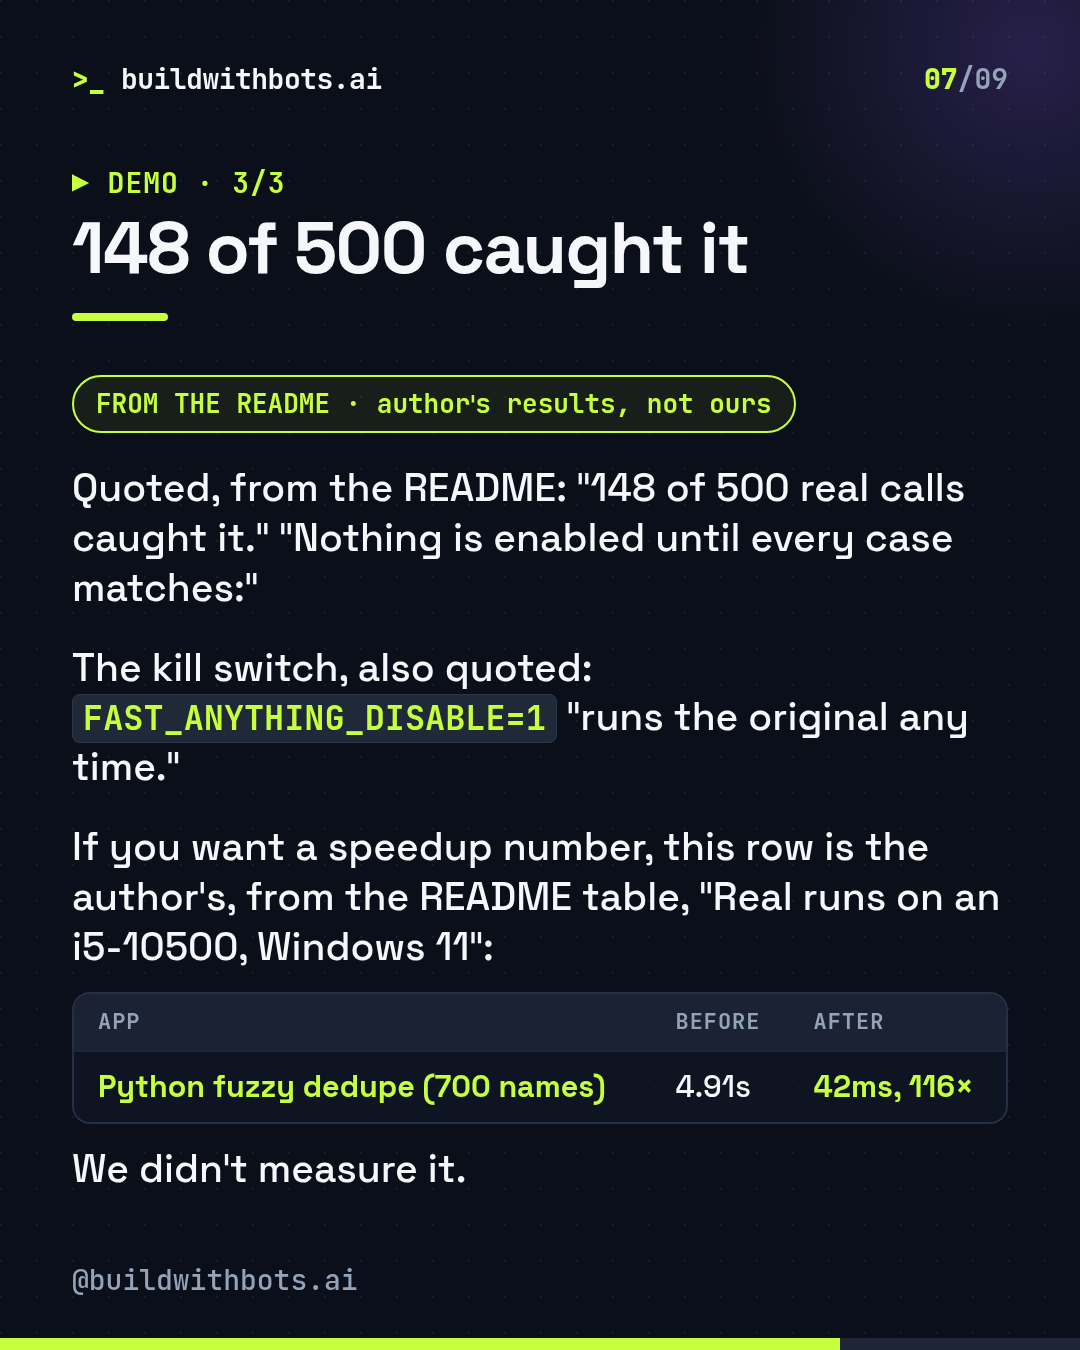 >_ buildwithbots.ai
07/09
▶ DEMO · 3/3
148 of 500 caught it
FROM THE README · author's results, not ours
Quoted, from the README: "148 of 500 real calls
caught it." "Nothing is enabled until every case
matches:"
The kill switch, also quoted:
FAST_ANYTHING_DISABLE=1 "runs the original any
time."
If you want a speedup number, this row is the
author's, from the README table, "Real runs on an
i5-10500, Windows 11":
APP BEFORE AFTER
Python fuzzy dedupe (700 names) 4.91s 42ms, 116×
We didn't measure it.
@buildwithbots.ai